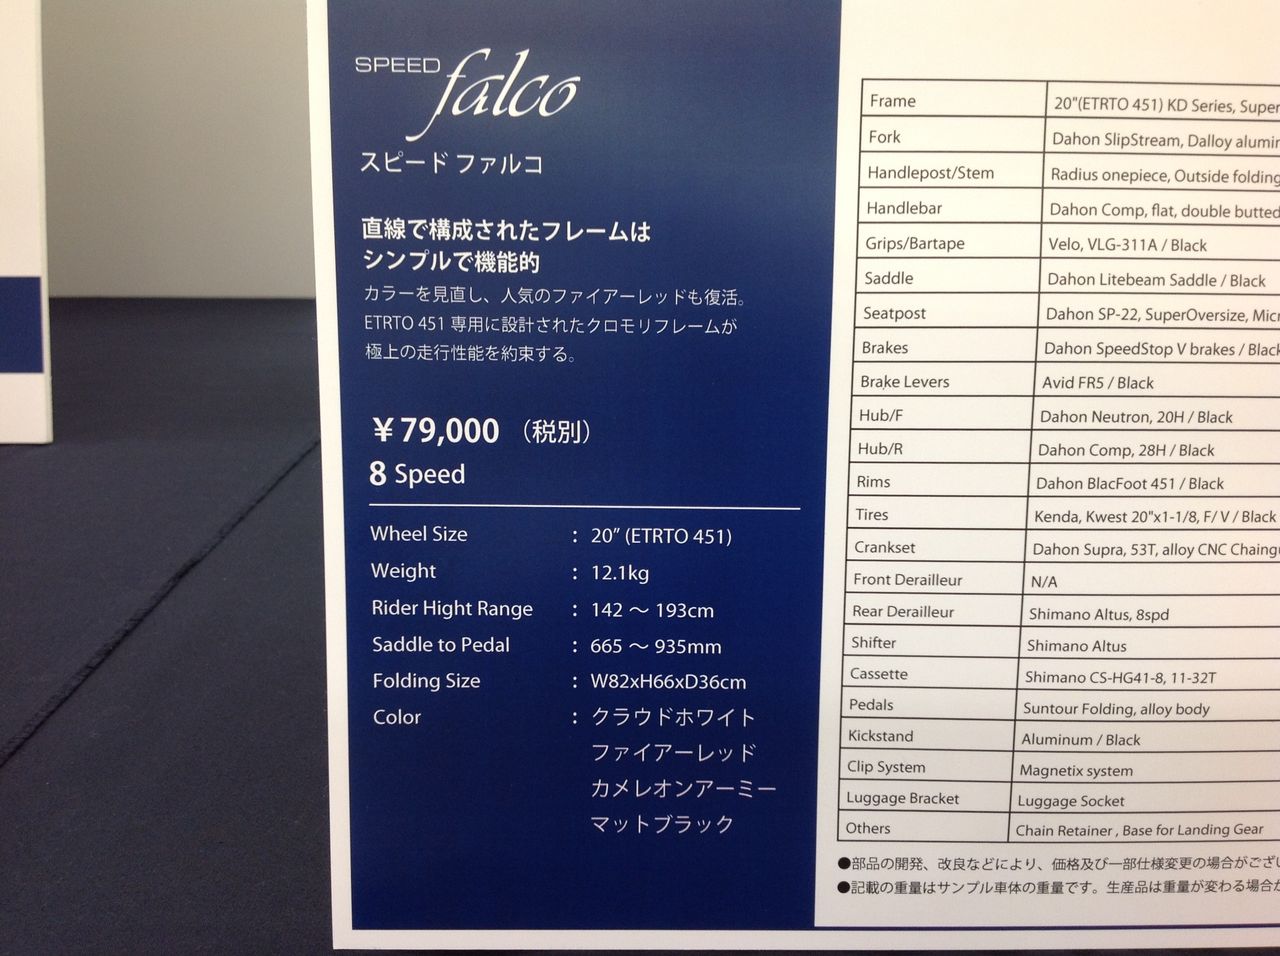 SPEED falco
スピード ファルコ
直線で構成されたフレームは
シンプルで機能的
カラーを見直し、人気のファイアーレッドも復活。
ETRTO 451 専用に設計されたクロモリフレームが
極上の走行性能を約束する。
￥79,000 （税別）
8 Speed
Wheel Size : 20” (ETRTO 451)
Weight : 12.1kg
Rider Hight Range : 142 ～ 193cm
Saddle to Pedal : 665 ～ 935mm
Folding Size : W82xH66xD36cm
Color : クラウドホワイト
ファイアーレッド
カメレオンアーミー
マットブラック
Frame 20"(ETRTO 451) KD Series, Super
Fork Dahon SlipStream, Dalloy
Handlepost/Stem Radius onepiece, Outside folding
Handlebar Dahon Comp, flat, double butted
Grips/Bartape Velo, VLG-311A / Black
Saddle Dahon Litebeam Saddle / Black
Seatpost Dahon SP-22, SuperOversize,
Brakes Dahon SpeedStop V brakes / Black
Brake Levers Avid FR5 / Black
Hub/F Dahon Neutron, 20H / Black
Hub/R Dahon Comp, 28H / Black
Rims Dahon BlacFoot 451 / Black
Tires Kenda, Kwest 20"x1-1/8, F/ V / Black
Crankset Dahon Supra, 53T, alloy CNC
Front Derailleur N/A
Rear Derailleur Shimano Altus, 8spd
Shifter Shimano Altus
Cassette Shimano CS-HG41-8, 11-32T
Pedals Suntour Folding, alloy body
Kickstand Aluminum / Black
Clip System Magnetix system
Luggage Bracket Luggage Socket
Others Chain Retainer , Base for Landing Gear
●部品の開発、改良などにより、価格及び一部仕様変更の場合がござい
●記載の重量はサンプル車体の重量です。生産品は重量が変わる場合が